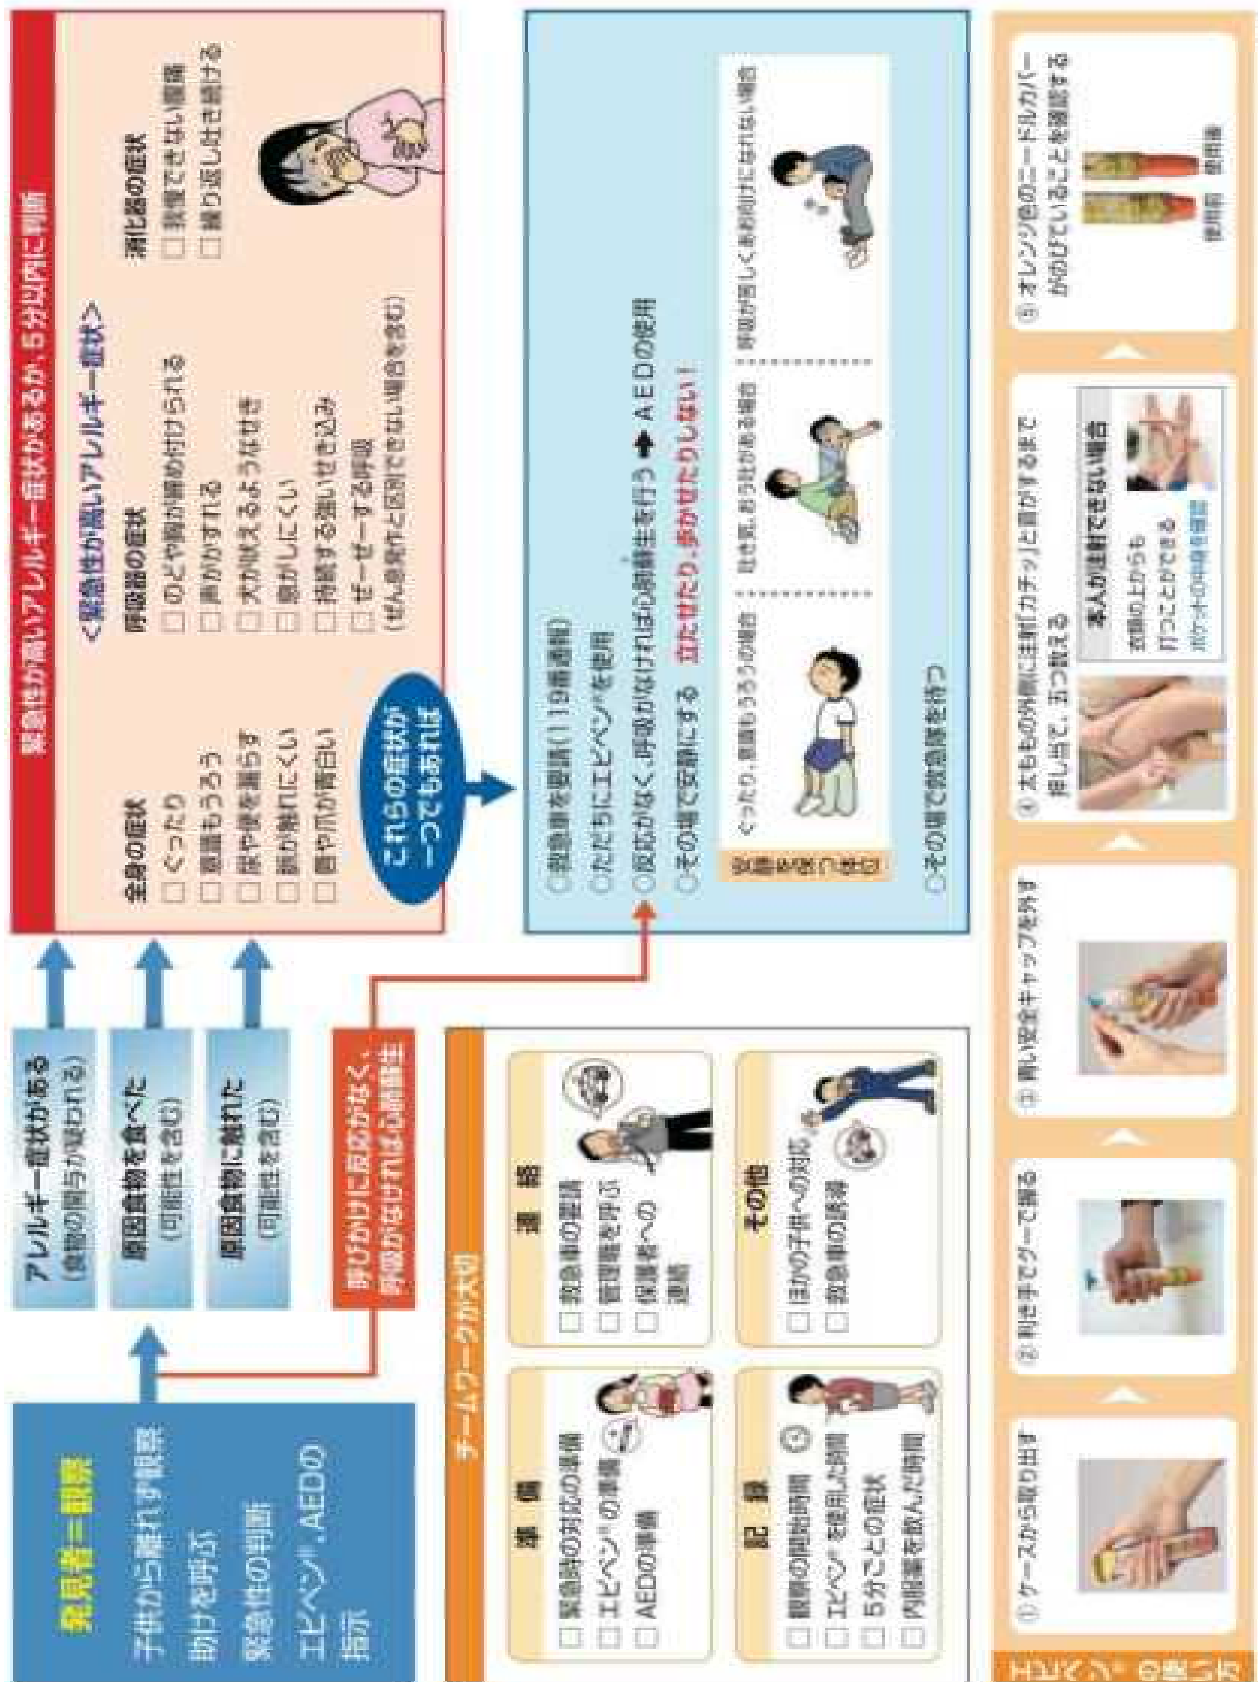 発見者＝観察
子供から離れず観察
助けを呼ぶ
緊急性の判断
エピペン®、AEDの
指示
アレルギー症状がある
(食物の関与が疑われる)
原因食物を食べた
(可能性を含む)
原因食物に触れた
(可能性を含む)
呼びかけに反応がなく、
呼吸がなければ心肺蘇生
緊急性が高いアレルギー症状があるか、5分以内に判断
＜緊急性が高いアレルギー症状＞
全身の症状
□ ぐったり
□ 意識もうろう
□ 尿や便を漏らす
□ 脈が触れにくい
□ 唇や爪が青白い
呼吸器の症状
□ のどや胸が締め付けられる
□ 声がかすれる
□ 犬が吠えるようなせき
□ 息がしにくい
□ 持続する強いせき込み
□ ぜーぜーする呼吸
(ぜん息発作と区別できない場合を含む)
消化器の症状
□ 我慢できない腹痛
□ 繰り返し吐き続ける
これらの症状が
一つでもあれば
チームワークが大切
準 備
□ 緊急時の対応の準備
□ エピペン®の準備
□ AEDの準備
連 絡
□ 救急車の要請
□ 管理職を呼ぶ
□ 保護者への
連絡
記 録
□ 観察の開始時間
□ エピペン®を使用した時間
□ 5分ごとの症状
□ 内服薬を飲んだ時間
その他
□ ほかの子供への対応
□ 救急車の誘導
○救急車を要請(119番通報)
○ただちにエピペン®を使用
○反応がなく、呼吸がなければ心肺蘇生を行う ➡ AEDの使用
○その場で安静にする 立たせたり、歩かせたりしない！
安静を保つ体位
ぐったり、意識もうろうの場合
吐き気、おう吐がある場合
呼吸が苦しくあお向けになれない場合
○その場で救急隊を待つ
エピペン®の使い方
① ケースから取り出す
② 利き手でグーで握る
③ 青い安全キャップを外す
④ 太ももの外側に注射「カチッ」と音がするまで
押し当て、五つ数える
本人が注射できない場合
衣類の上からも
打つことができる
ポケットの中身を確認
⑤ オレンジ色のニードルカバー
がのびていることを確認する
使用前 使用後